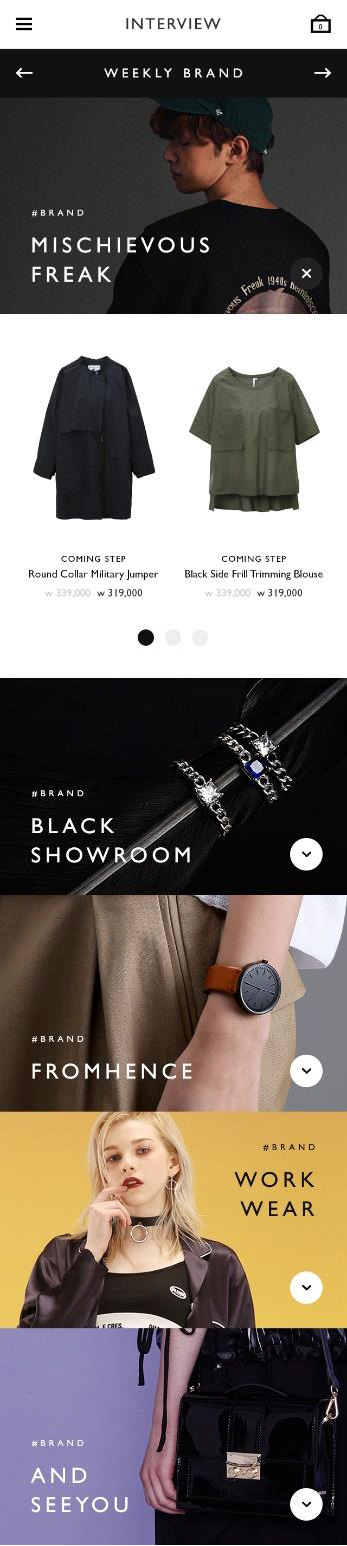 INTERVIEW
0
WEEKLY BRAND
#BRAND
MISCHIEVOUS
FREAK
Freak 1940s
COMING STEP
Round Collar Military Jumper
₩ 339,000 ₩ 319,000
COMING STEP
Black Side Frill Trimming Blouse
₩ 339,000 ₩ 319,000
#BRAND
BLACK
SHOWROOM
#BRAND
FROMHENCE
#BRAND
WORK
WEAR
#BRAND
AND
SEEYOU